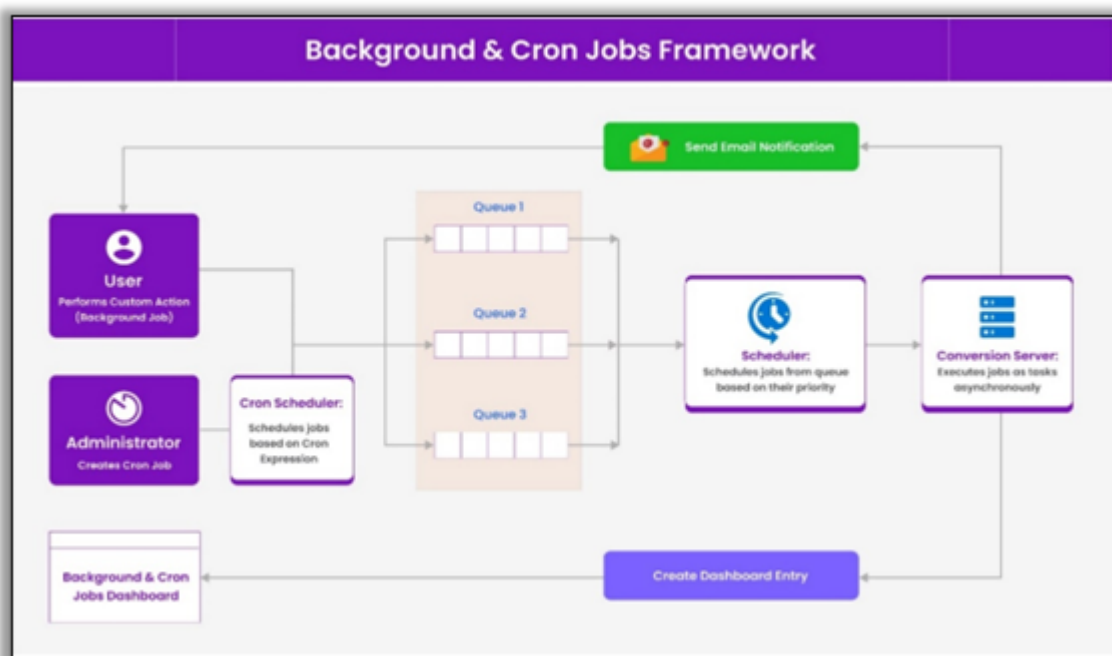 Background & Cron Jobs Framework
Send Email Notification
User
Performs Custom Action
(Background Job)
Administrator
Creates Cron Job
Cron Scheduler:
Schedules jobs
based on Cron
Expression
Queue 1
Queue 2
Queue 3
Scheduler:
Schedules jobs from queue
based on their priority
Conversion Server:
Executes jobs as tasks
asynchronously
Background & Cron
Jobs Dashboard
Create Dashboard Entry